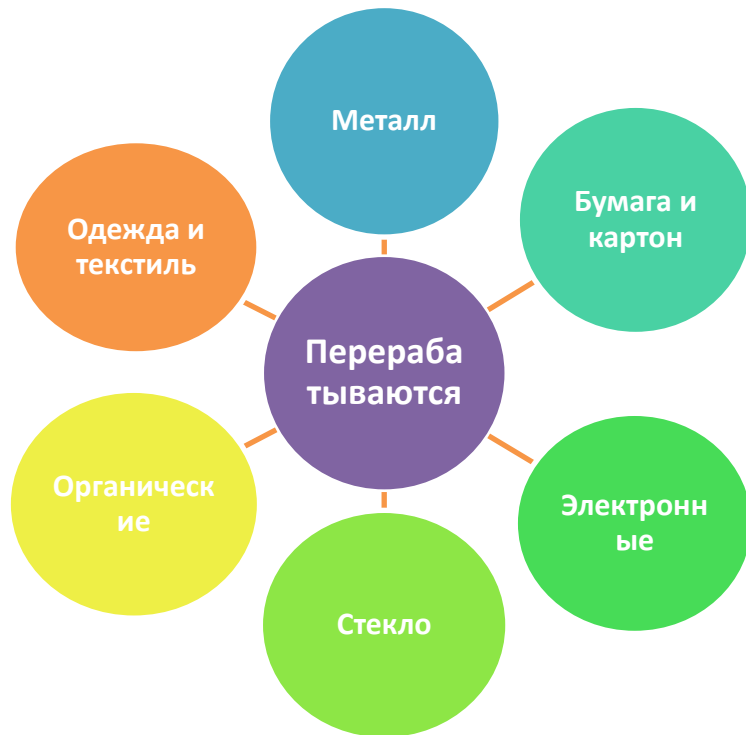 Металл
Бумага и
картон
Одежда и
текстиль
Перераба
тываются
Органическ
ие
Электронн
ые
Стекло